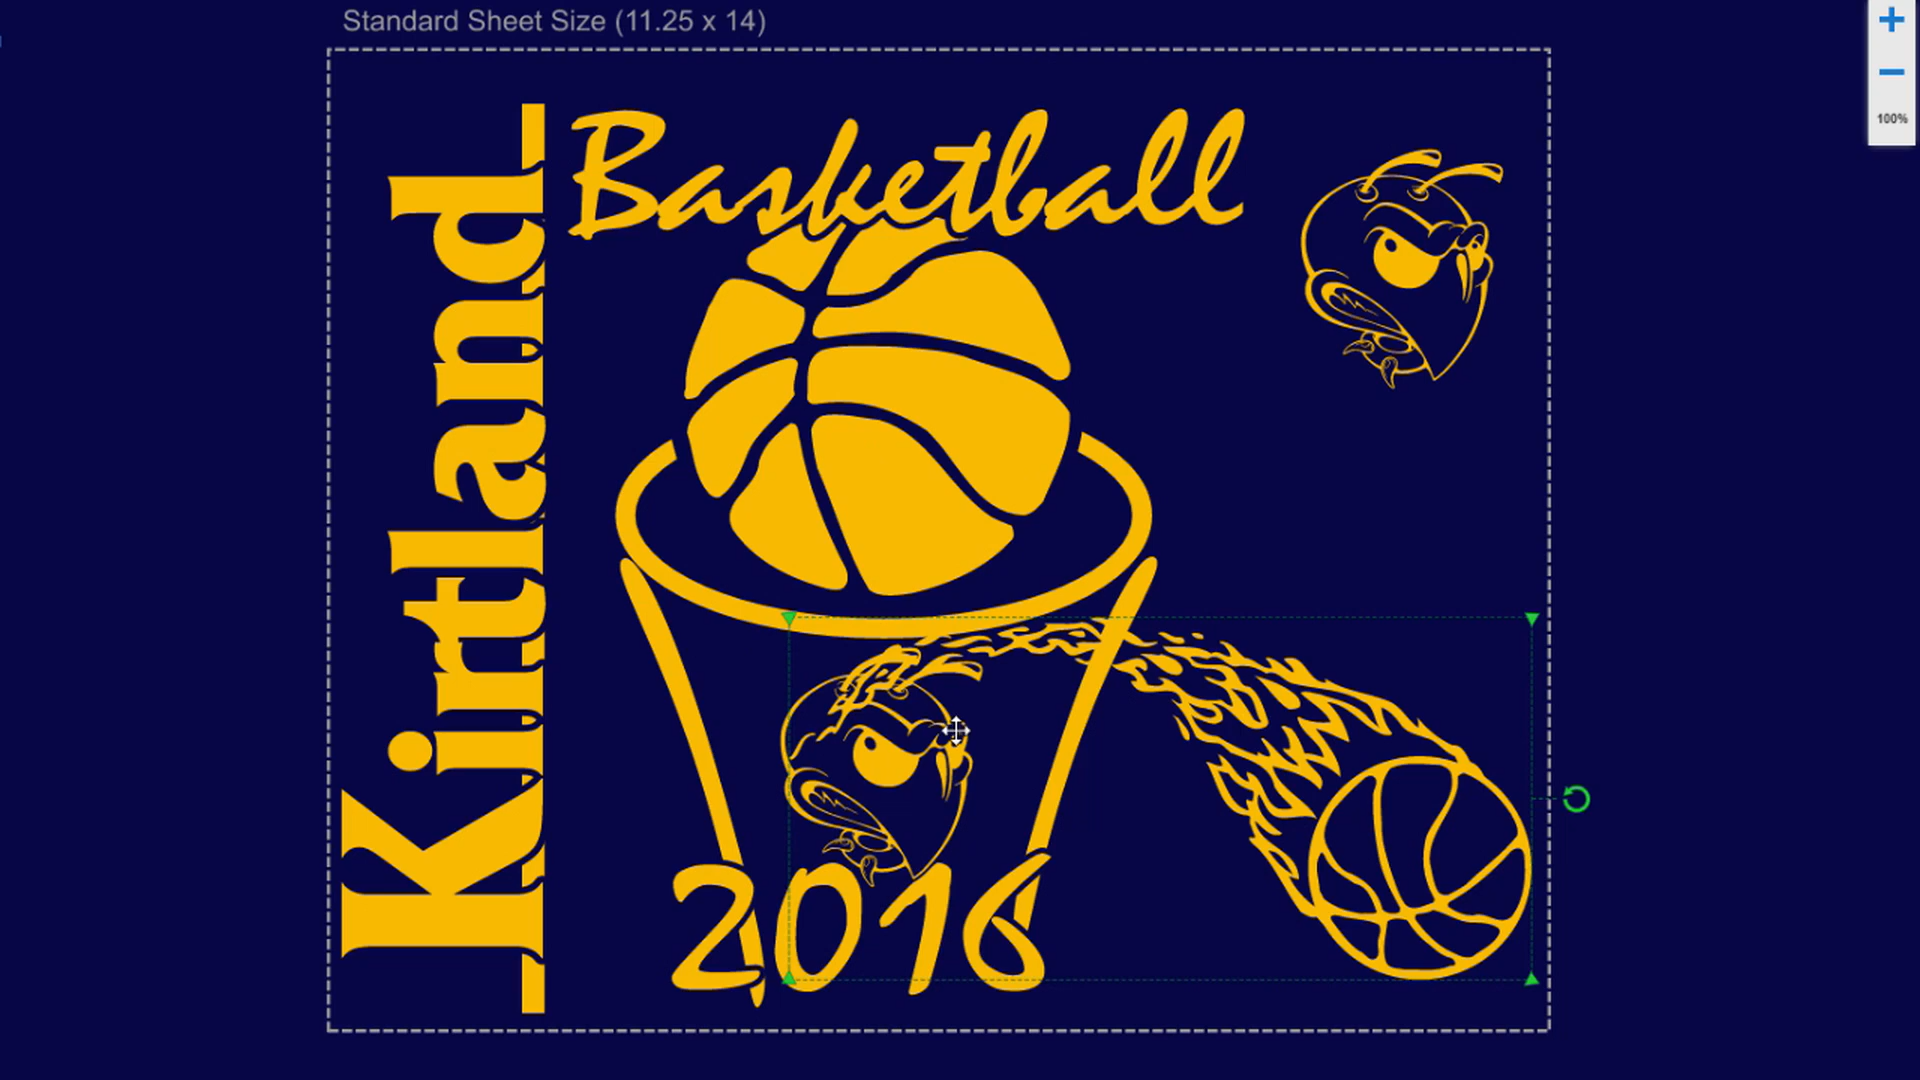 Standard Sheet Size (11.25 x 14)
100%
Basketball
Kirtland
2016